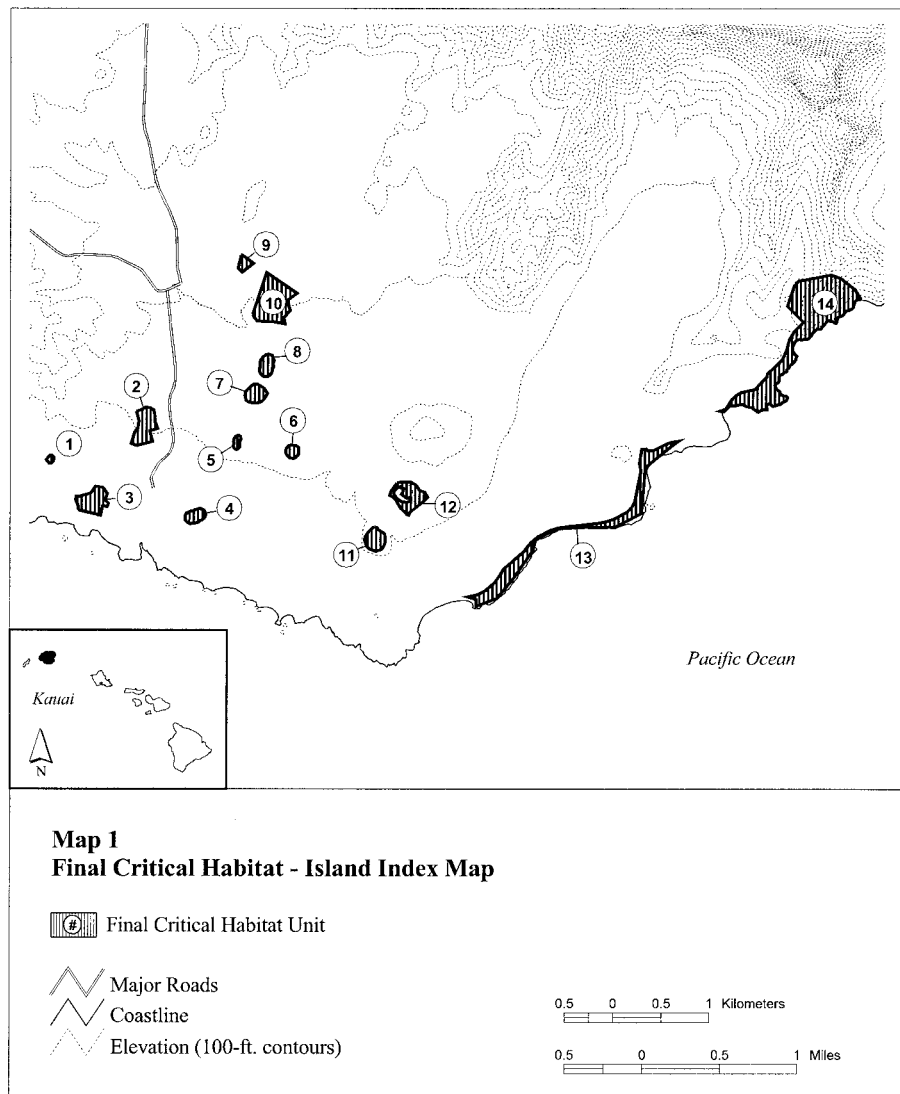 9
10
14
8
7
2
6
1
5
3
4
12
11
13
Pacific Ocean
Kauai
N
Map 1
Final Critical Habitat - Island Index Map
# Final Critical Habitat Unit
Major Roads
Coastline
Elevation (100-ft. contours)
0.5 0 0.5 1 Kilometers
0.5 0 0.5 1 Miles